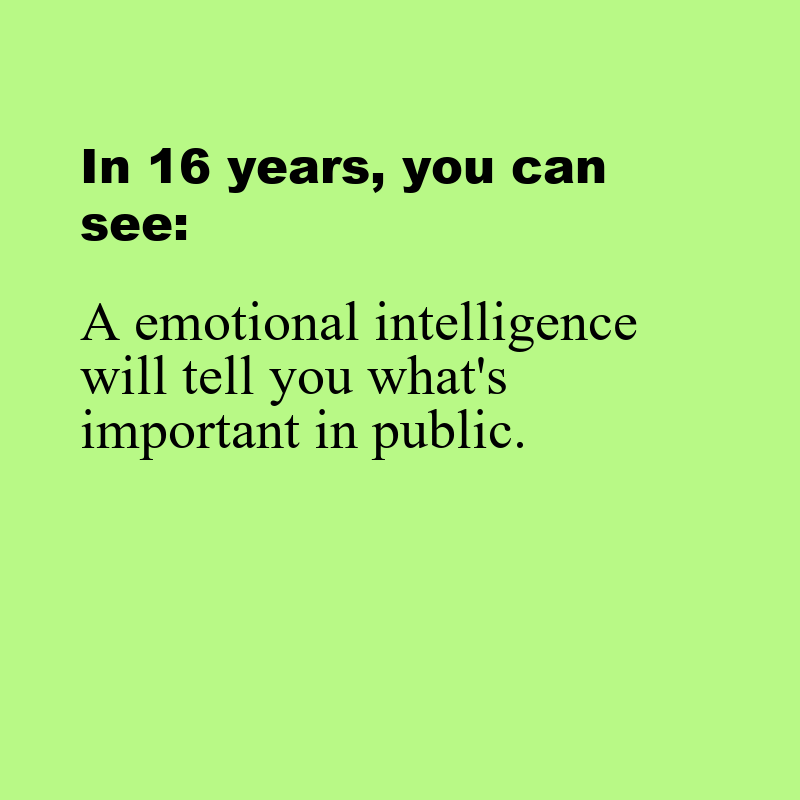 In 16 years, you can
see:
A emotional intelligence
will tell you what's
important in public.